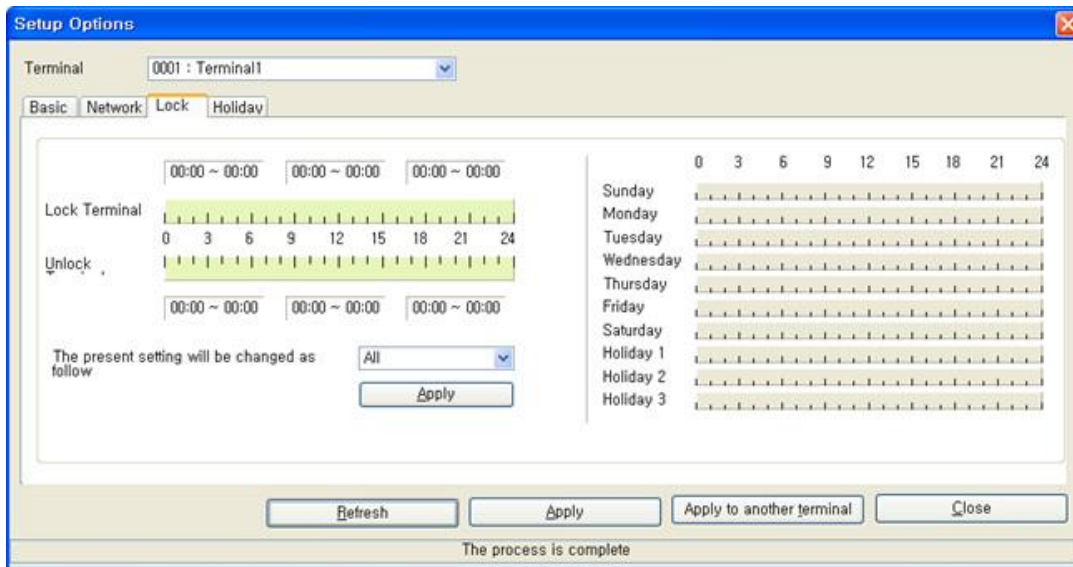 Setup Options
Terminal 0001 : Terminal1
Basic Network Lock Holiday
00:00 ~ 00:00 00:00 ~ 00:00 00:00 ~ 00:00
Lock Terminal
0 3 6 9 12 15 18 21 24
Unlock
00:00 ~ 00:00 00:00 ~ 00:00 00:00 ~ 00:00
The present setting will be changed as
follow
All
Apply
0 3 6 9 12 15 18 21 24
Sunday
Monday
Tuesday
Wednesday
Thursday
Friday
Saturday
Holiday 1
Holiday 2
Holiday 3
Refresh Apply Apply to another terminal Close
The process is complete